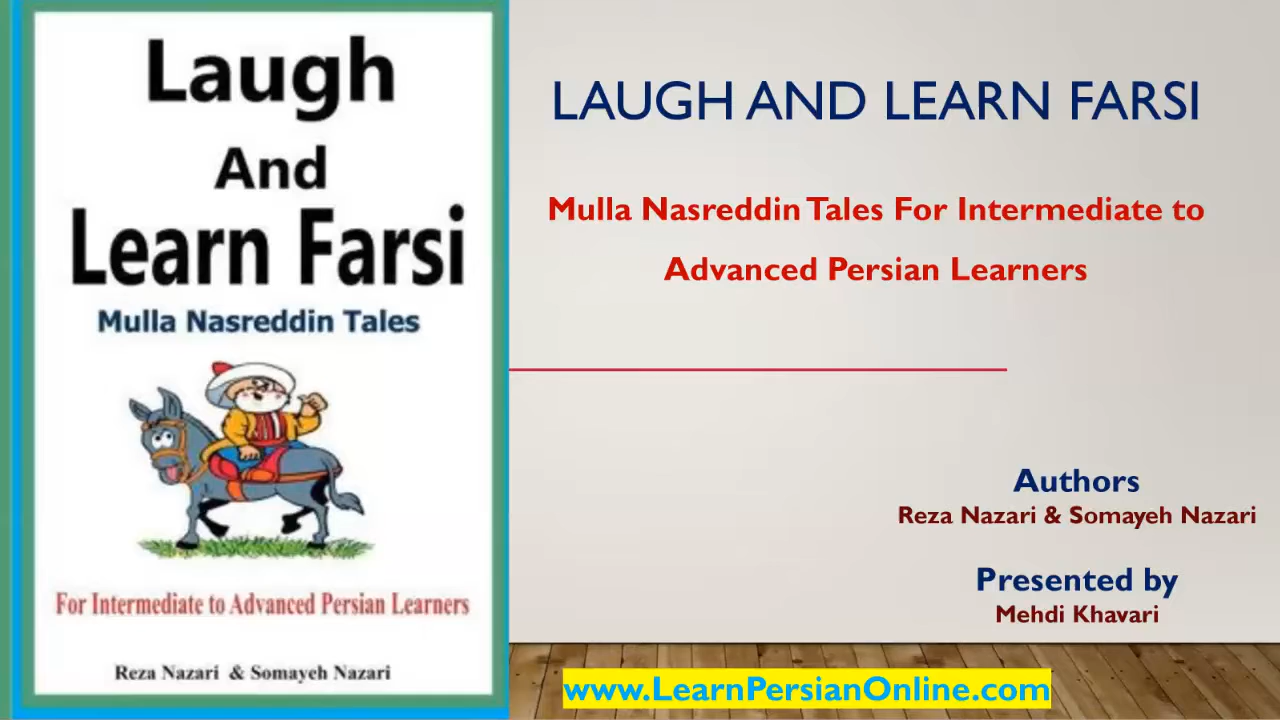 Laugh
And
Learn Farsi
Mulla Nasreddin Tales
For Intermediate to Advanced Persian Learners
Reza Nazari & Somayeh Nazari
LAUGH AND LEARN FARSI
Mulla Nasreddin Tales For Intermediate to
Advanced Persian Learners
Authors
Reza Nazari & Somayeh Nazari
Presented by
Mehdi Khavari
www.LearnPersianOnline.com